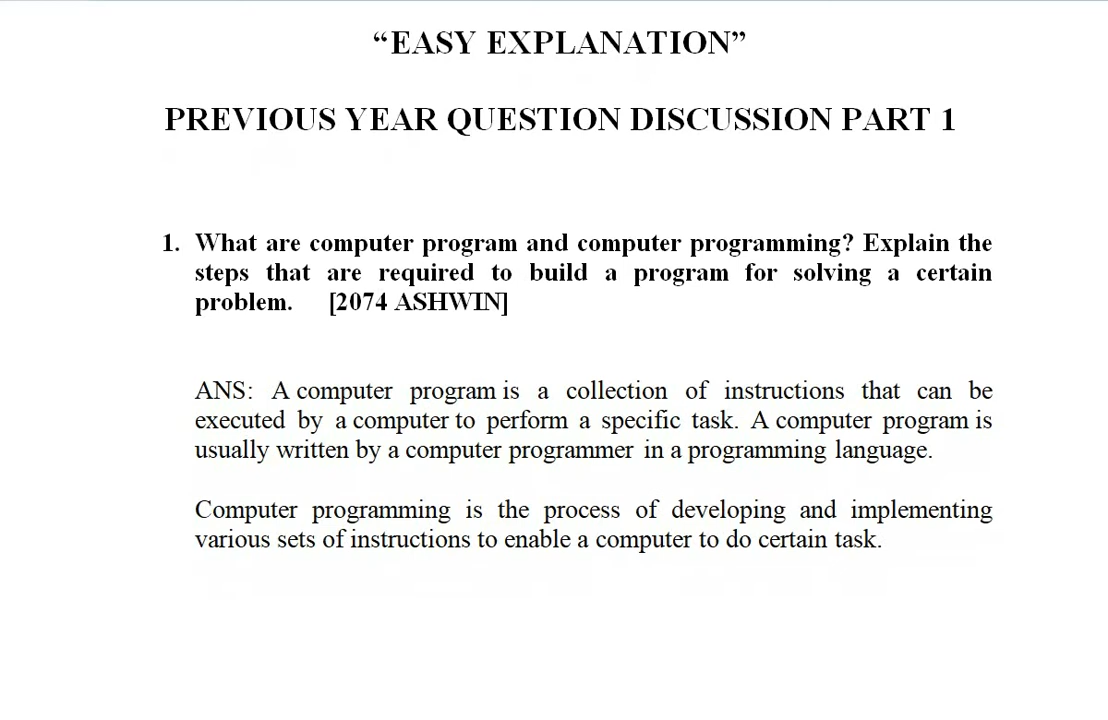 “EASY EXPLANATION”
PREVIOUS YEAR QUESTION DISCUSSION PART 1
1. What are computer program and computer programming? Explain the
steps that are required to build a program for solving a certain
problem. [2074 ASHWIN]
ANS: A computer program is a collection of instructions that can be
executed by a computer to perform a specific task. A computer program is
usually written by a computer programmer in a programming language.
Computer programming is the process of developing and implementing
various sets of instructions to enable a computer to do certain task.